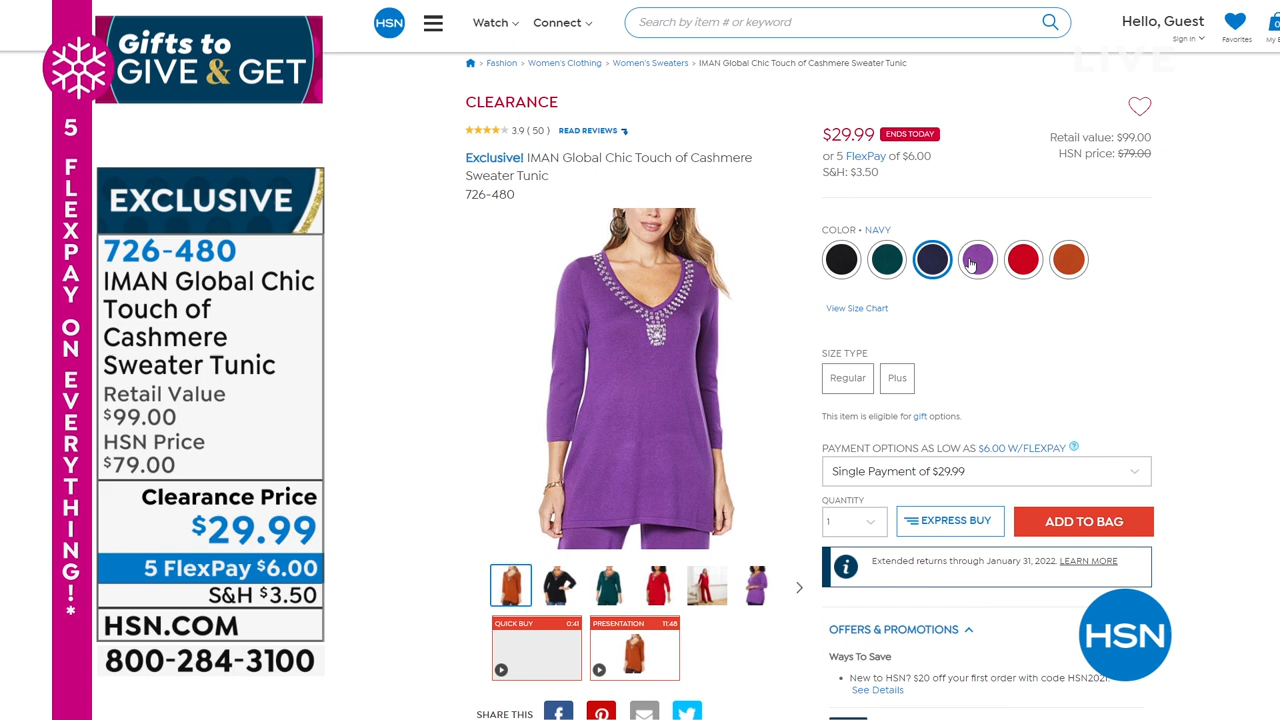 Gifts to
GIVE & GET
5 FLEXPAY ON EVERYTHING!*
EXCLUSIVE
726-480
IMAN Global Chic
Touch of
Cashmere
Sweater Tunic
Retail Value
$99.00
HSN Price
$79.00
Clearance Price
$29.99
5 FlexPay $6.00
S&H $3.50
HSN.COM
800-284-3100
HSN
Watch
Connect
Search by item # or keyword
Hello, Guest
Sign In
Favorites
My B
0
LIVE
> Fashion > Women's Clothing > Women's Sweaters > IMAN Global Chic Touch of Cashmere Sweater Tunic
CLEARANCE
3.9 ( 50 ) READ REVIEWS
Exclusive! IMAN Global Chic Touch of Cashmere
Sweater Tunic
726-480
$29.99 ENDS TODAY
or 5 FlexPay of $6.00
S&H: $3.50
Retail value: $99.00
HSN price: $79.00
COLOR • NAVY
View Size Chart
SIZE TYPE
Regular
Plus
This item is eligible for gift options.
PAYMENT OPTIONS AS LOW AS $6.00 W/FLEXPAY ?
Single Payment of $29.99
QUANTITY
1
EXPRESS BUY
ADD TO BAG
i Extended returns through January 31, 2022. LEARN MORE
OFFERS & PROMOTIONS
Ways To Save
• New to HSN? $20 off your first order with code HSN2021.
See Details
QUICK BUY 0:41
PRESENTATION 11:48
SHARE THIS
HSN